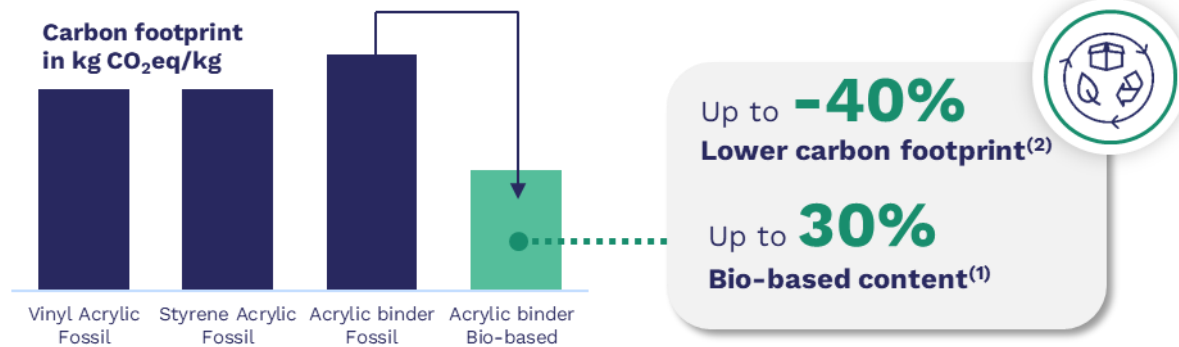 Carbon footprint
in kg CO₂eq/kg
Vinyl Acrylic
Fossil
Styrene Acrylic
Fossil
Acrylic binder
Fossil
Acrylic binder
Bio-based
Up to -40%
Lower carbon footprint⁽²⁾
Up to 30%
Bio-based content⁽¹⁾